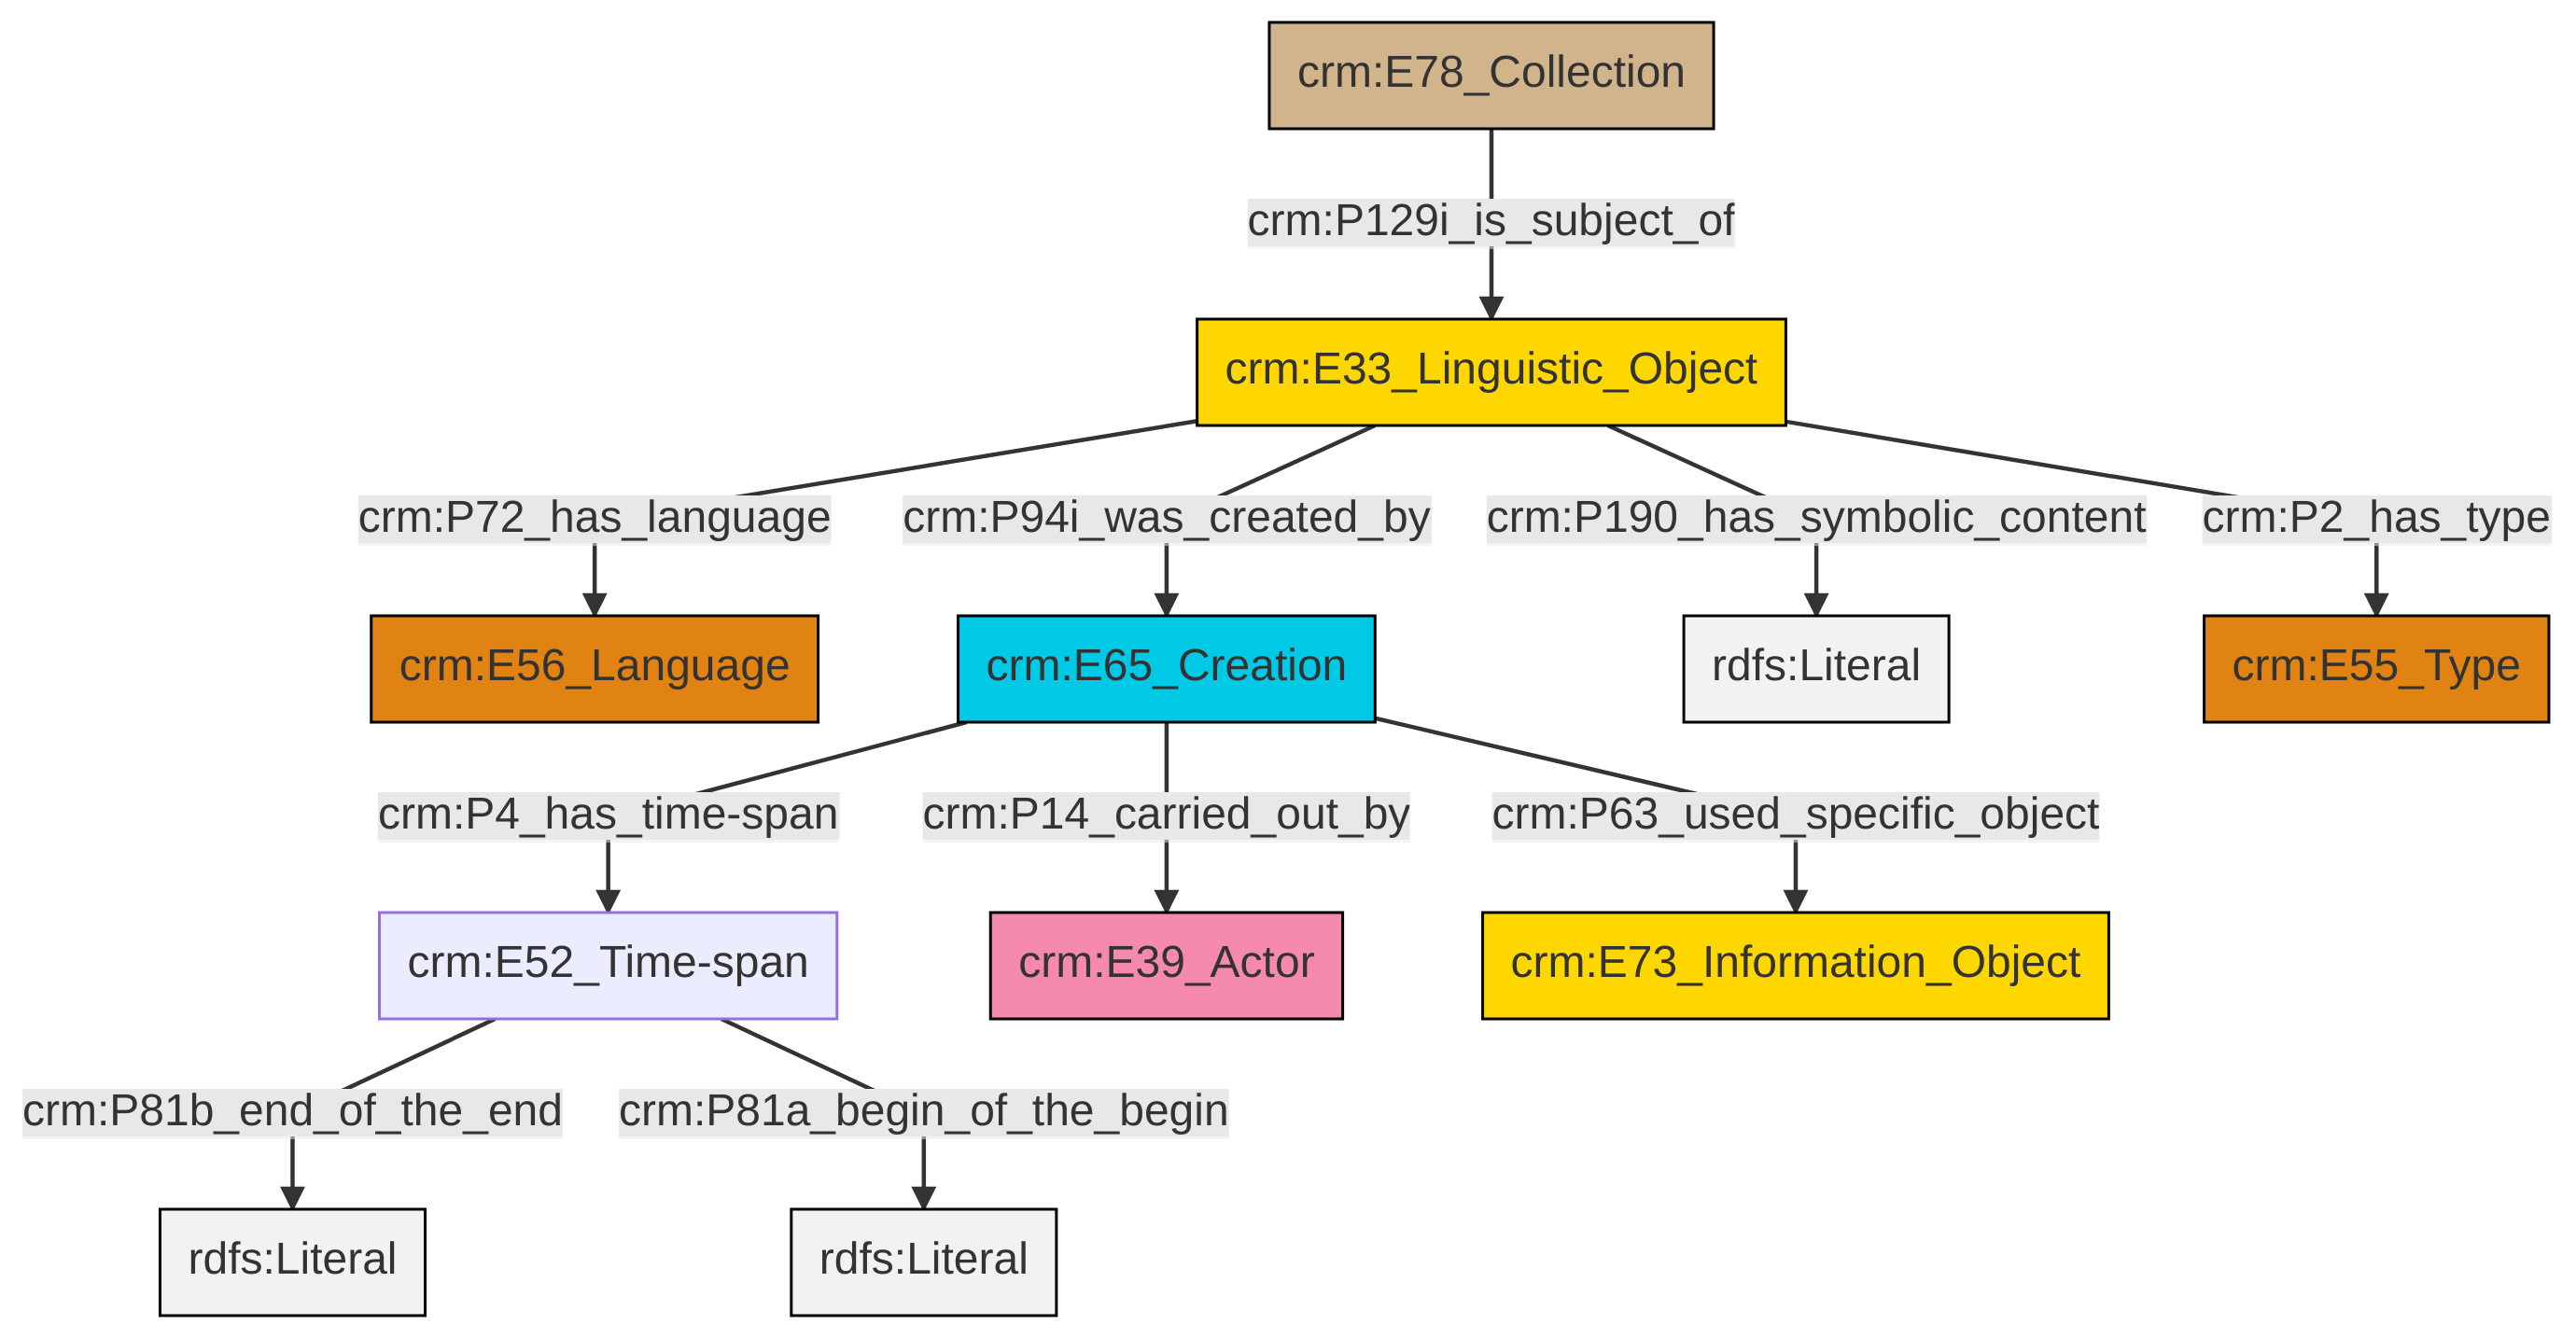 crm:E78_Collection
crm:P129i_is_subject_of
crm:E33_Linguistic_Object
crm:P72_has_language
crm:P94i_was_created_by
crm:P190_has_symbolic_content
crm:P2_has_type
crm:E56_Language
crm:E65_Creation
rdfs:Literal
crm:E55_Type
crm:P4_has_time-span
crm:P14_carried_out_by
crm:P63_used_specific_object
crm:E52_Time-span
crm:E39_Actor
crm:E73_Information_Object
crm:P81b_end_of_the_end
crm:P81a_begin_of_the_begin
rdfs:Literal
rdfs:Literal